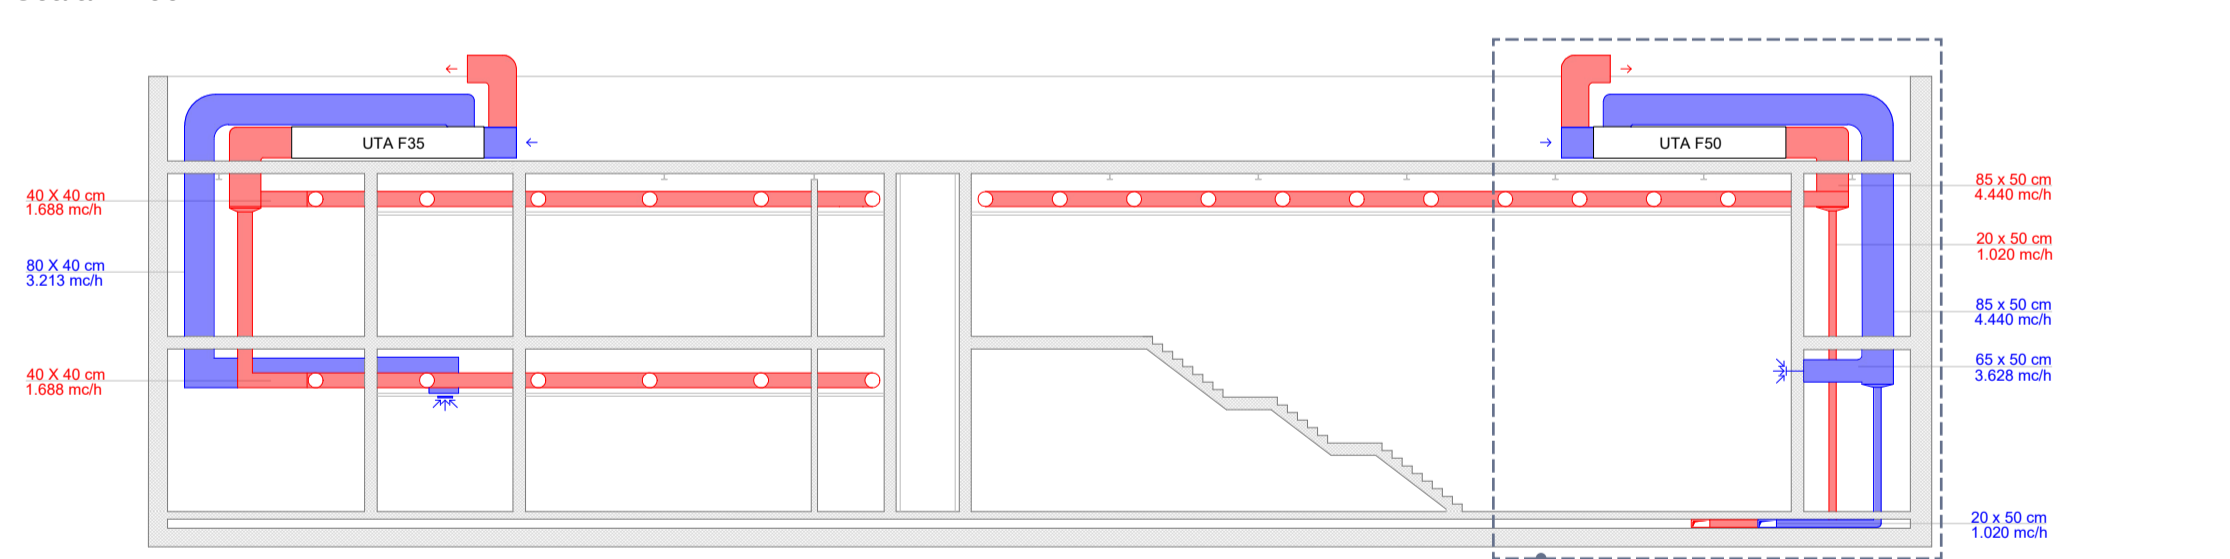 UTA F35
UTA F50
40 X 40 cm
1.688 mc/h
80 X 40 cm
3.213 mc/h
40 X 40 cm
1.688 mc/h
85 x 50 cm
4.440 mc/h
20 x 50 cm
1.020 mc/h
85 x 50 cm
4.440 mc/h
65 x 50 cm
3.628 mc/h
20 x 50 cm
1.020 mc/h